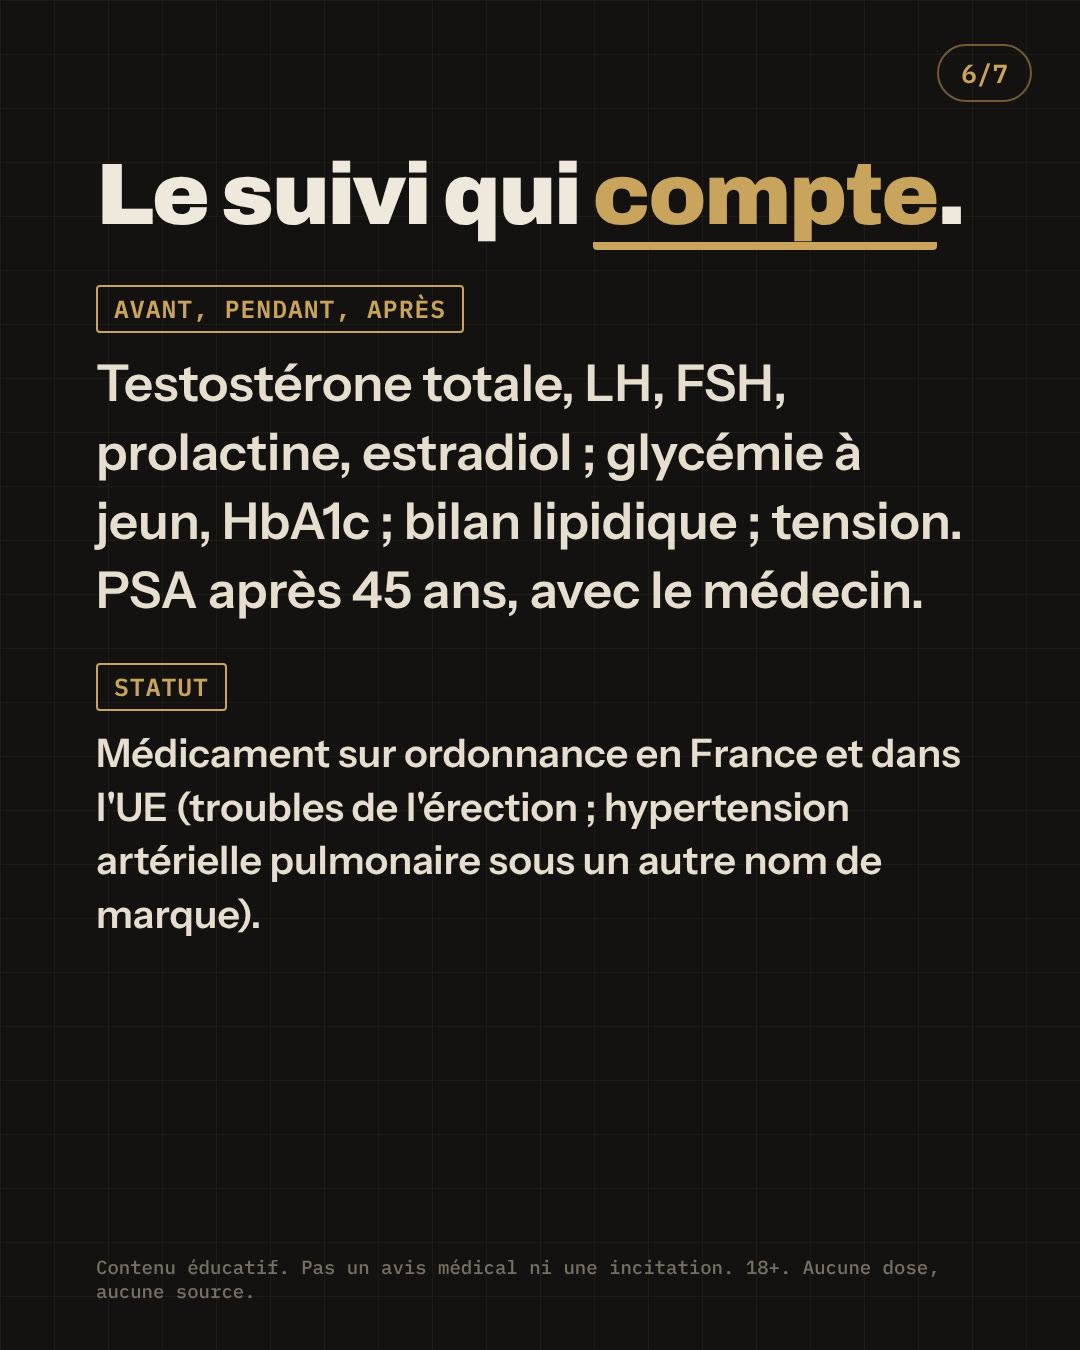 6/7
Le suivi qui compte.
AVANT, PENDANT, APRÈS
Testostérone totale, LH, FSH,
prolactine, estradiol ; glycémie à
jeun, HbA1c ; bilan lipidique ; tension.
PSA après 45 ans, avec le médecin.
STATUT
Médicament sur ordonnance en France et dans
l'UE (troubles de l'érection ; hypertension
artérielle pulmonaire sous un autre nom de
marque).
Contenu éducatif. Pas un avis médical ni une incitation. 18+. Aucune dose,
aucune source.